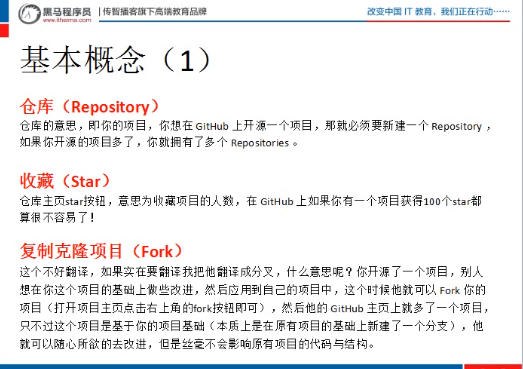 黑马程序员
www.itheima.com
传智播客旗下高端教育品牌
改变中国 IT 教育，我们正在行动······
基本概念（1）
仓库（Repository）
仓库的意思，即你的项目，你想在 GitHub 上开源一个项目，那就必须要新建一个 Repository ，
如果你开源的项目多了，你就拥有了多个 Repositories 。
收藏（Star）
仓库主页star按钮，意思为收藏项目的人数，在 GitHub 上如果你有一个项目获得100个star都
算很不容易了！
复制克隆项目（Fork）
这个不好翻译，如果实在要翻译我把他翻译成分叉，什么意思呢？你开源了一个项目，别人
想在你这个项目的基础上做些改进，然后应用到自己的项目中，这个时候他就可以 Fork 你的
项目（打开项目主页点击右上角的fork按钮即可），然后他的 GitHub 主页上就多了一个项目，
只不过这个项目是基于你的项目基础（本质上是在原有项目的基础上新建了一个分支），他
就可以随心所欲的去改进，但是丝毫不会影响原有项目的代码与结构。